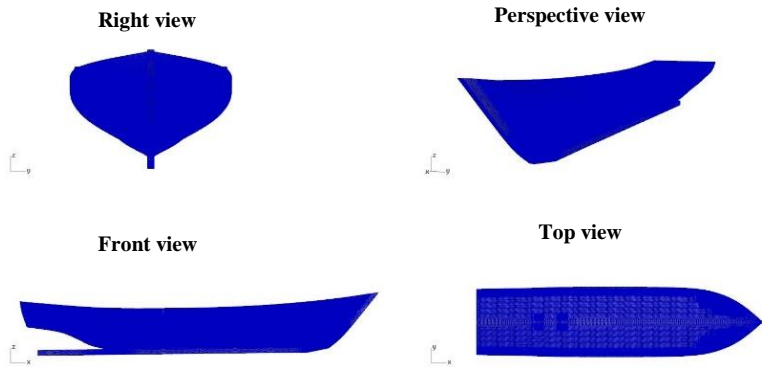 Right view
Perspective view
z
y
z
x y
Front view
Top view
z
x
y
x